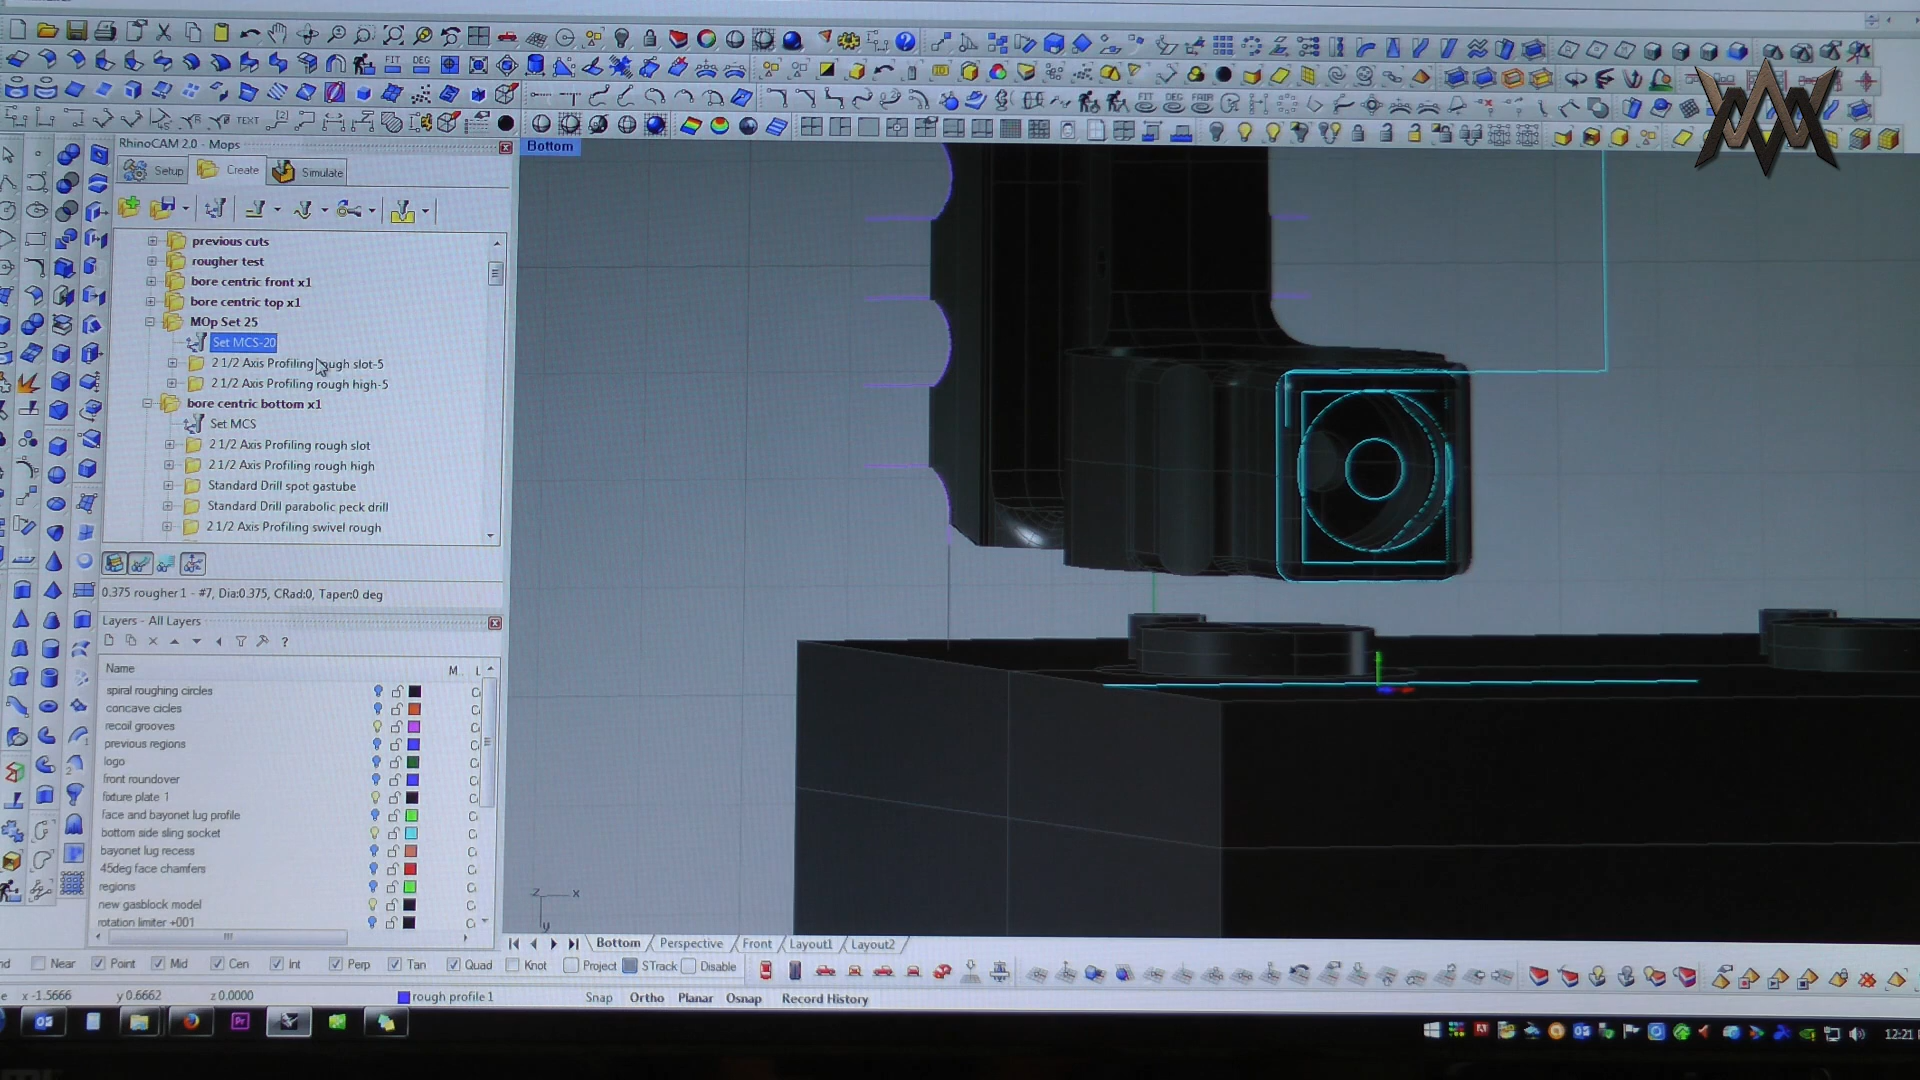 FIT
DEG
TEXT
FIT
DEG
FAIR
RhinoCAM 2.0 - Mops
Setup
Create
Simulate
previous cuts
rougher test
bore centric front x1
bore centric top x1
MOp Set 25
Set MCS-20
2 1/2 Axis Profiling rough slot-5
2 1/2 Axis Profiling rough high-5
bore centric bottom x1
Set MCS
2 1/2 Axis Profiling rough slot
2 1/2 Axis Profiling rough high
Standard Drill spot gastube
Standard Drill parabolic peck drill
2 1/2 Axis Profiling swivel rough
0.375 rougher 1 - #7, Dia:0.375, CRad:0, Taper:0 deg
Layers - All Layers
?
Name
M...
L
spiral roughing circles
concave cicles
recoil grooves
previous regions
logo
front roundover
fixture plate 1
face and bayonet lug profile
bottom side sling socket
bayonet lug recess
45deg face chamfers
regions
new gasblock model
rotation limiter +001
Bottom
z
x
y
Bottom
Perspective
Front
Layout1
Layout2
nd
Near
Point
Mid
Cen
Int
Perp
Tan
Quad
Knot
Project
STrack
Disable
e
x -1.5666
y 0.6662
z 0.0000
rough profile 1
Snap
Ortho
Planar
Osnap
Record History
Pr
12:21